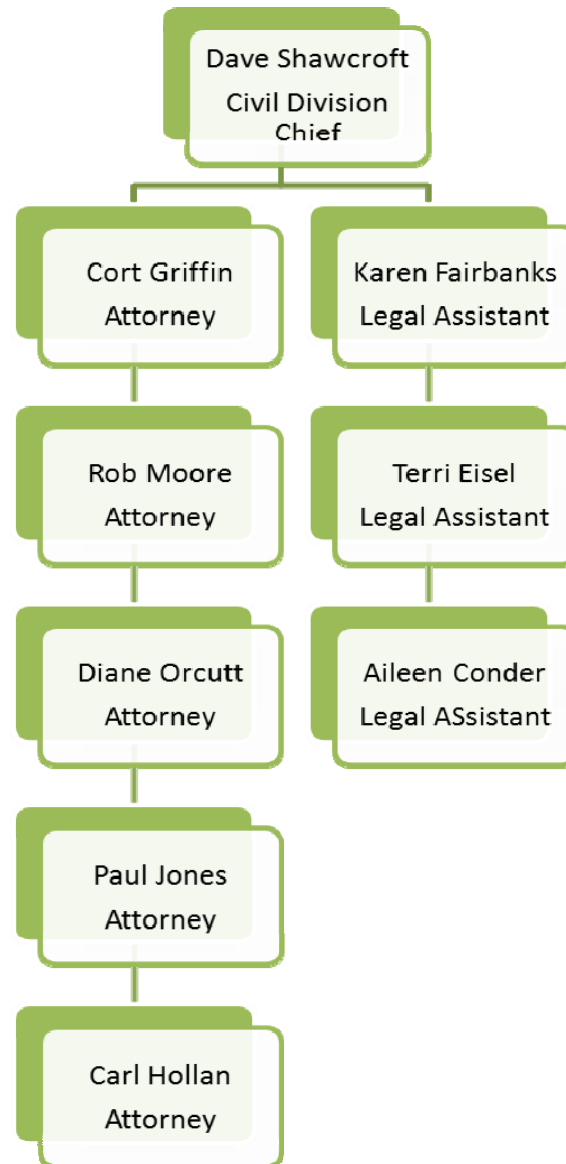 Dave Shawcroft
Civil Division
Chief
Cort Griffin
Attorney
Karen Fairbanks
Legal Assistant
Rob Moore
Attorney
Terri Eisel
Legal Assistant
Diane Orcutt
Attorney
Aileen Conder
Legal ASsistant
Paul Jones
Attorney
Carl Hollan
Attorney